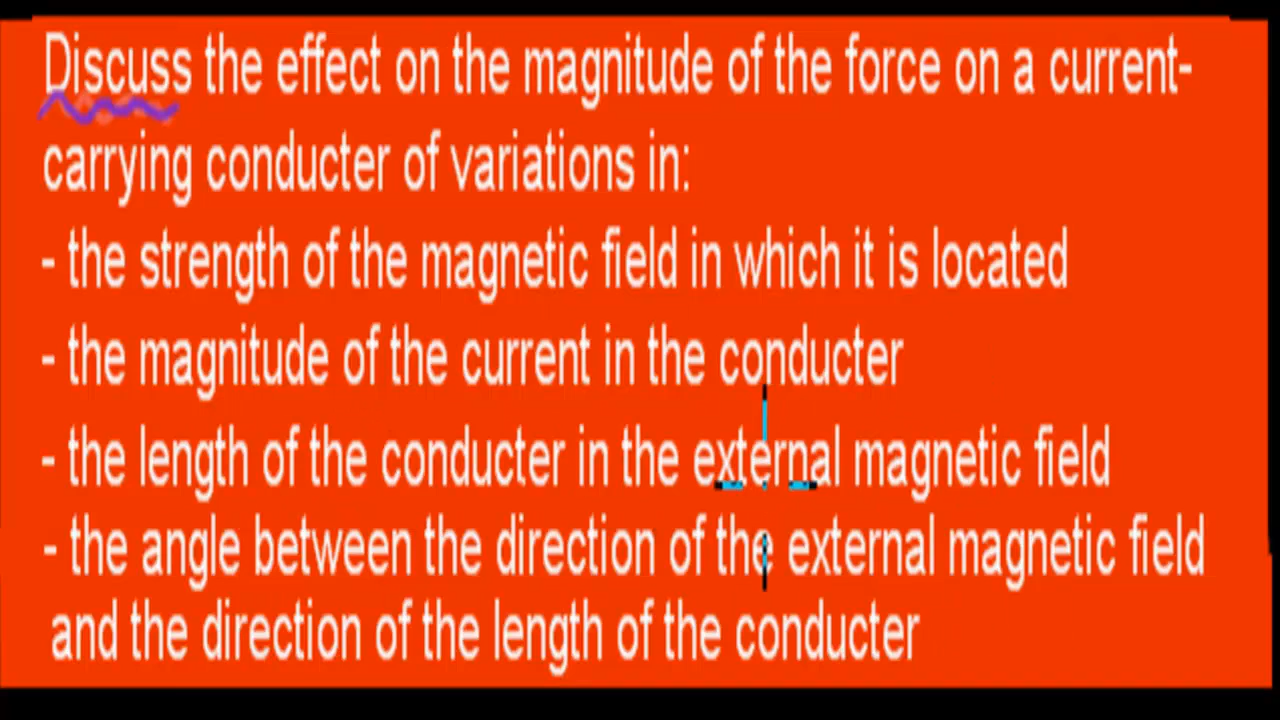 Discuss the effect on the magnitude of the force on a current-
carrying conducter of variations in:
- the strength of the magnetic field in which it is located
- the magnitude of the current in the conducter
- the length of the conducter in the external magnetic field
- the angle between the direction of the external magnetic field
and the direction of the length of the conducter